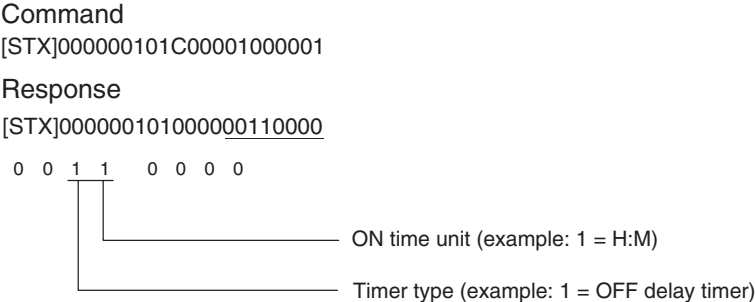 Command
[STX]000000101C00001000001
Response
[STX]000000101000000110000
0 0 1 1 0 0 0 0
ON time unit (example: 1 = H:M)
Timer type (example: 1 = OFF delay timer)